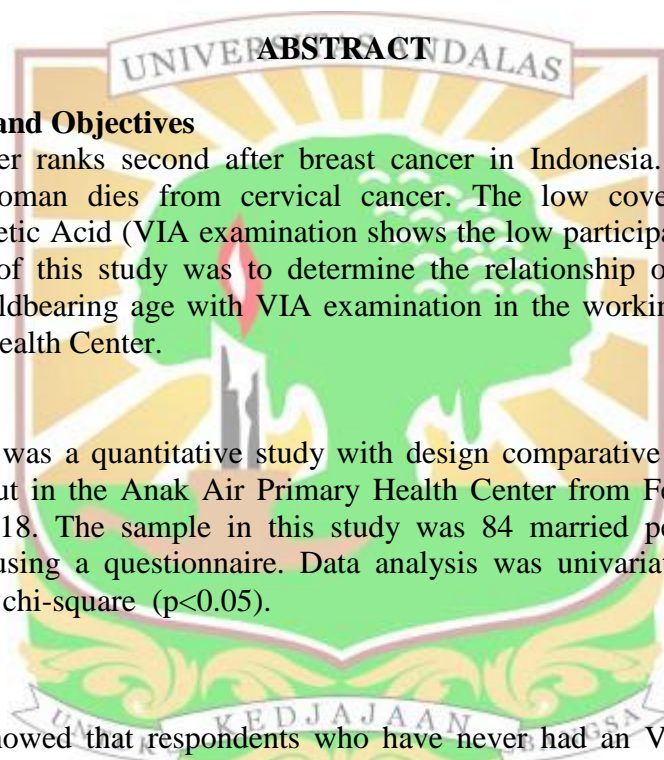 UNIVERSITAS ANDALAS
ABSTRACT
and Objectives
er ranks second after breast cancer in Indonesia.
oman dies from cervical cancer. The low cove
etic Acid (VIA examination shows the low participa
of this study was to determine the relationship o
ldbearing age with VIA examination in the workin
ealth Center.
was a quantitative study with design comparative
ut in the Anak Air Primary Health Center from Fe
18. The sample in this study was 84 married pe
using a questionnaire. Data analysis was univariat
chi-square (p<0.05).
KEDJAJAAN
howed that respondents who have never had an V